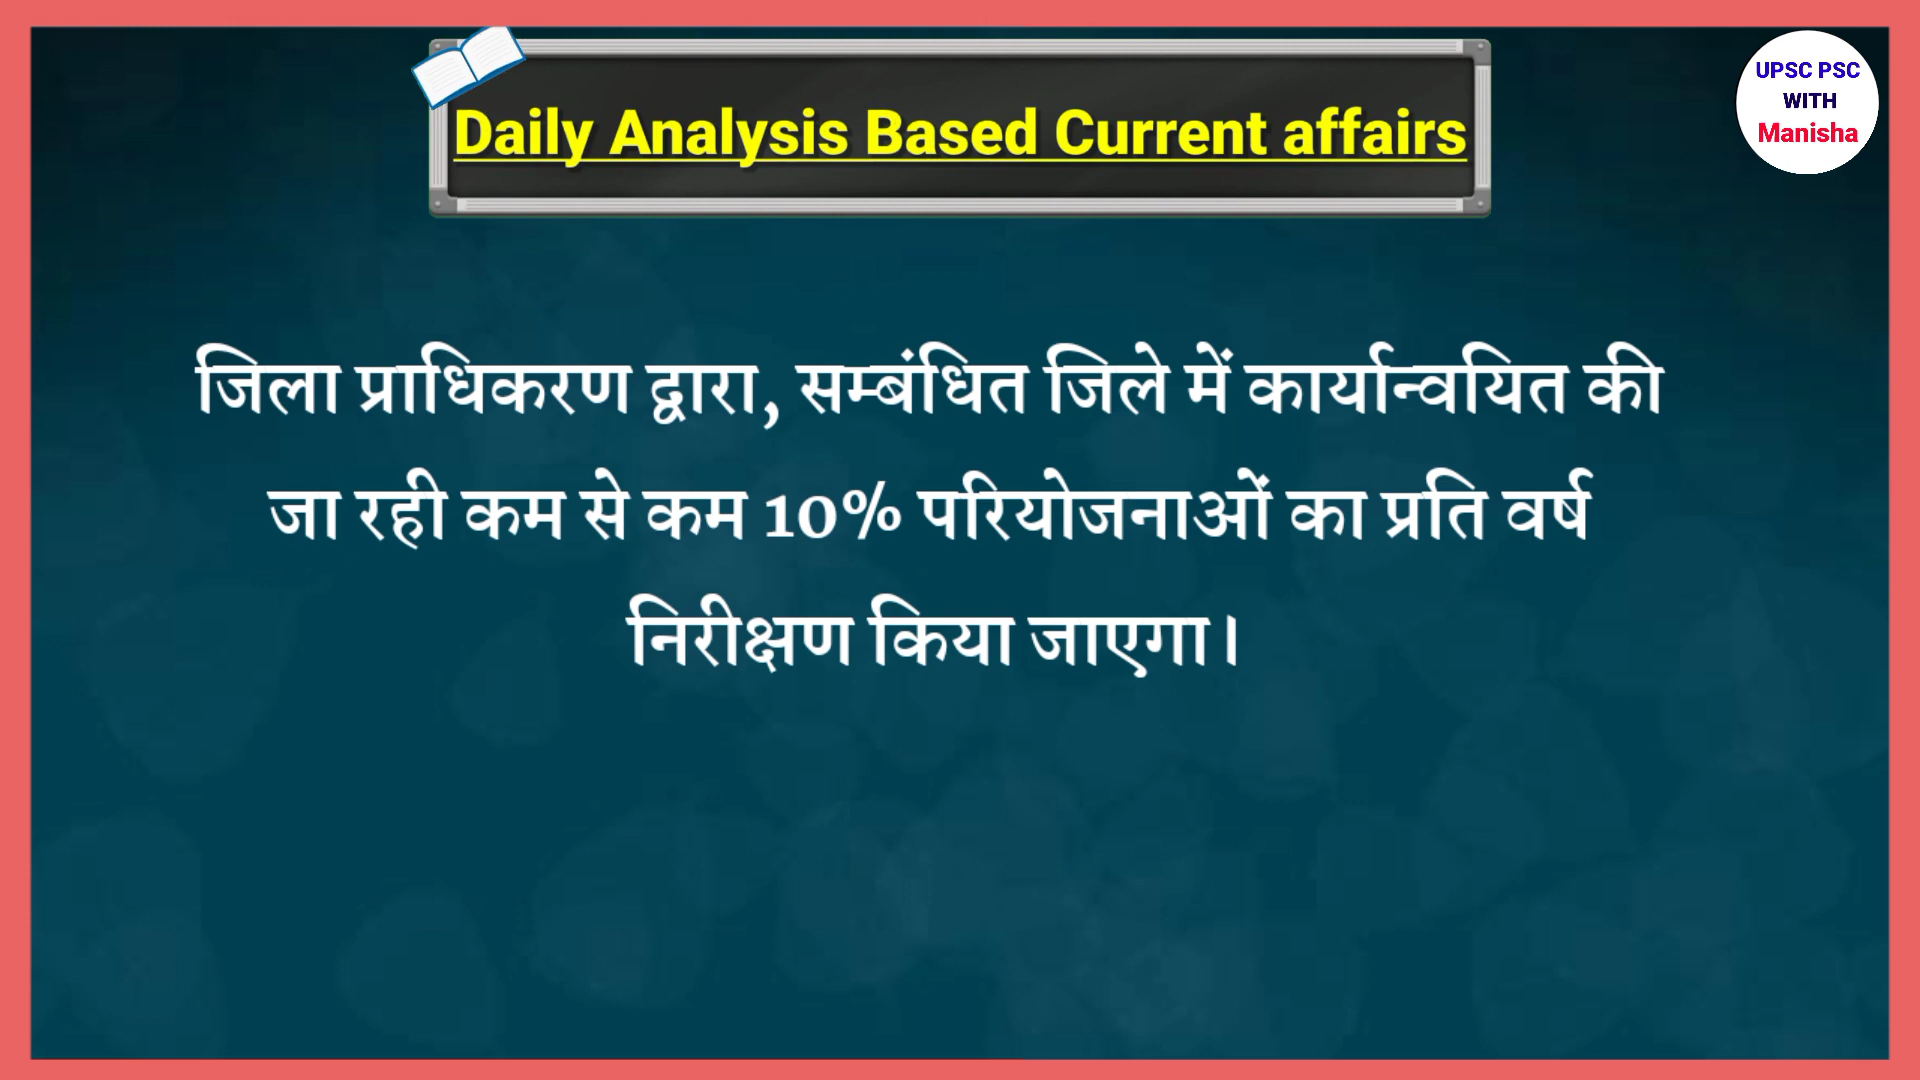 Daily Analysis Based Current affairs
UPSC PSC
WITH
Manisha
जिला प्राधिकरण द्वारा, सम्बंधित जिले में कार्यान्वयित की
जा रही कम से कम 10% परियोजनाओं का प्रति वर्ष
निरीक्षण किया जाएगा।